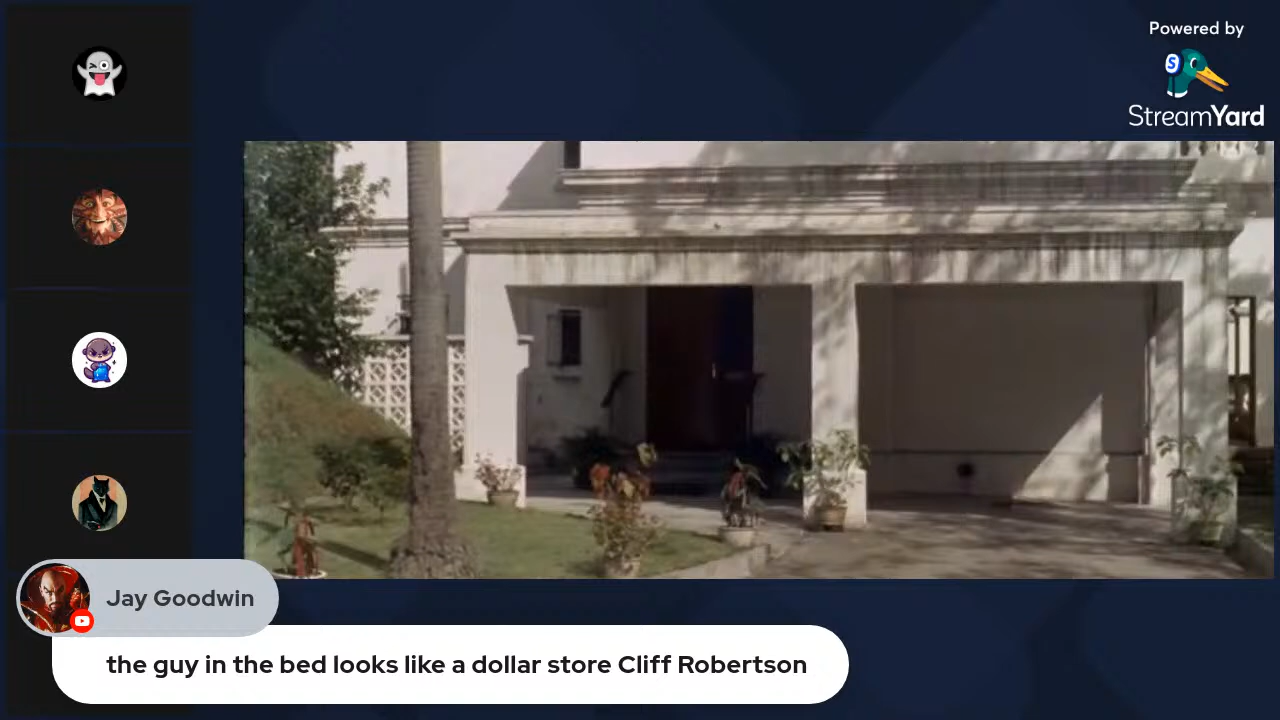 Powered by
StreamYard
Jay Goodwin
the guy in the bed looks like a dollar store Cliff Robertson